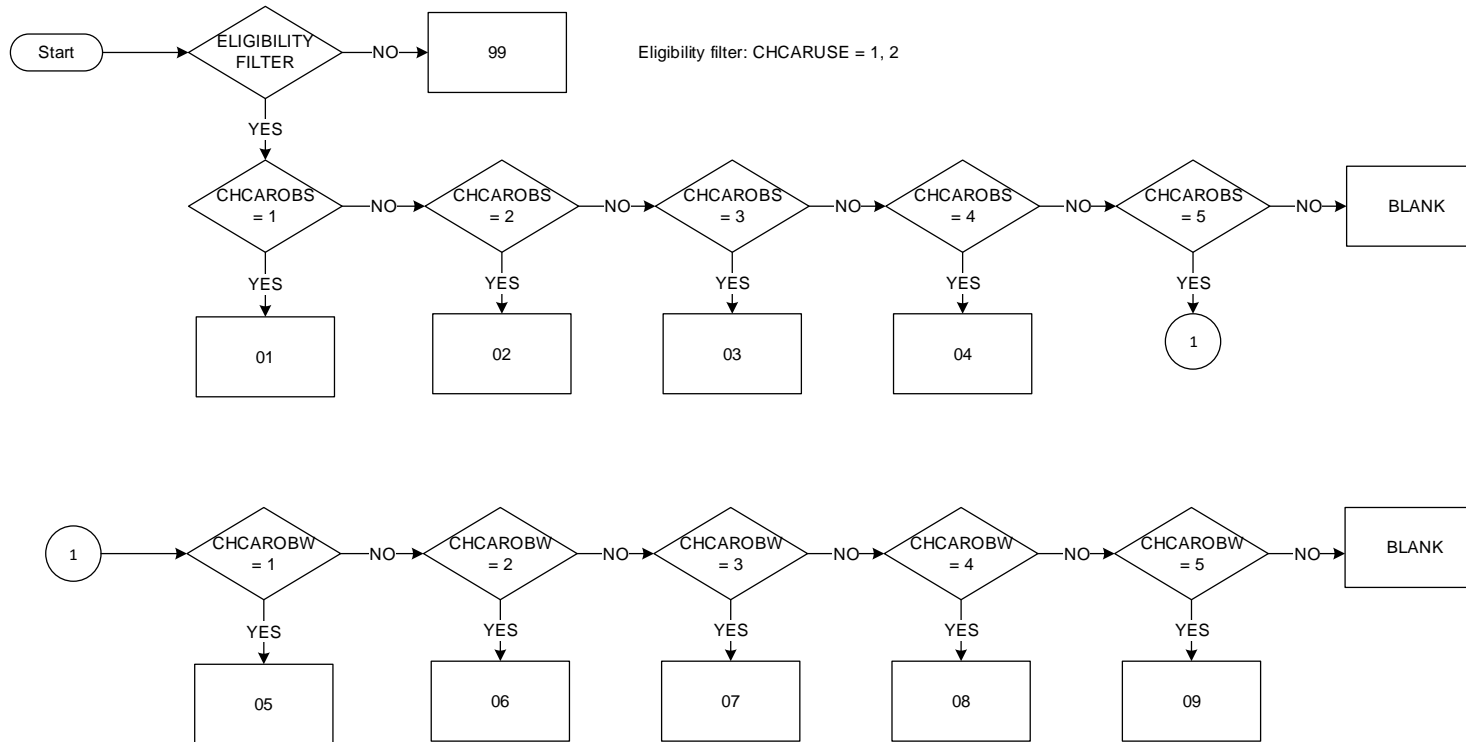 Start
ELIGIBILITY
FILTER
NO
99
Eligibility filter: CHCARUSE = 1, 2
YES
CHCAROBS
= 1
NO
CHCAROBS
= 2
NO
CHCAROBS
= 3
NO
CHCAROBS
= 4
NO
CHCAROBS
= 5
NO
BLANK
YES
YES
YES
YES
YES
01
02
03
04
1
1
CHCAROBW
= 1
NO
CHCAROBW
= 2
NO
CHCAROBW
= 3
NO
CHCAROBW
= 4
NO
CHCAROBW
= 5
NO
BLANK
YES
YES
YES
YES
YES
05
06
07
08
09